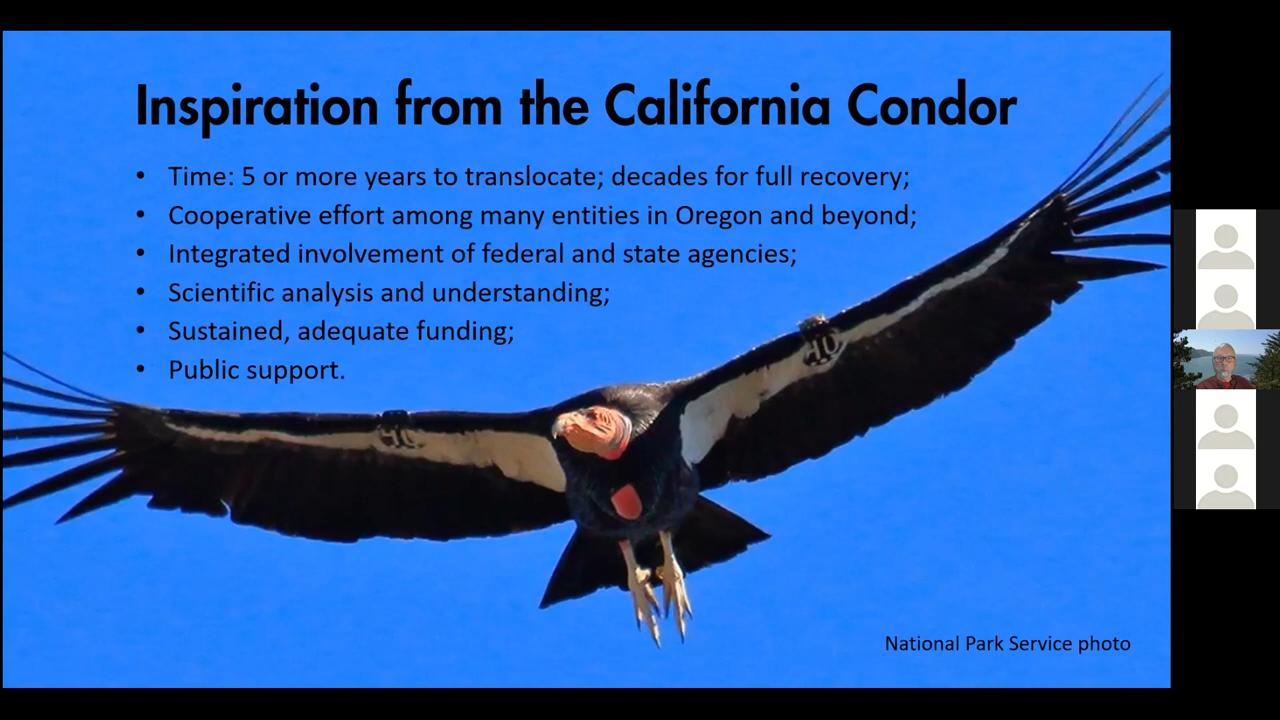 Inspiration from the California Condor
• Time: 5 or more years to translocate; decades for full recovery;
• Cooperative effort among many entities in Oregon and beyond;
• Integrated involvement of federal and state agencies;
• Scientific analysis and understanding;
• Sustained, adequate funding;
• Public support.
40
National Park Service photo